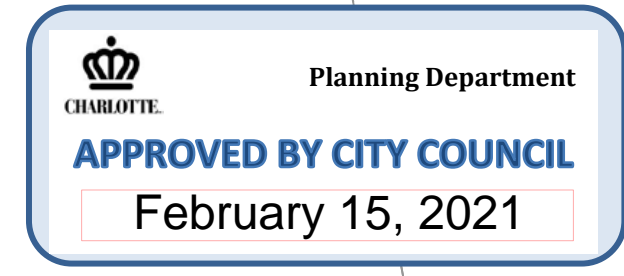 Planning Department
CHARLOTTE.
APPROVED BY CITY COUNCIL
February 15, 2021